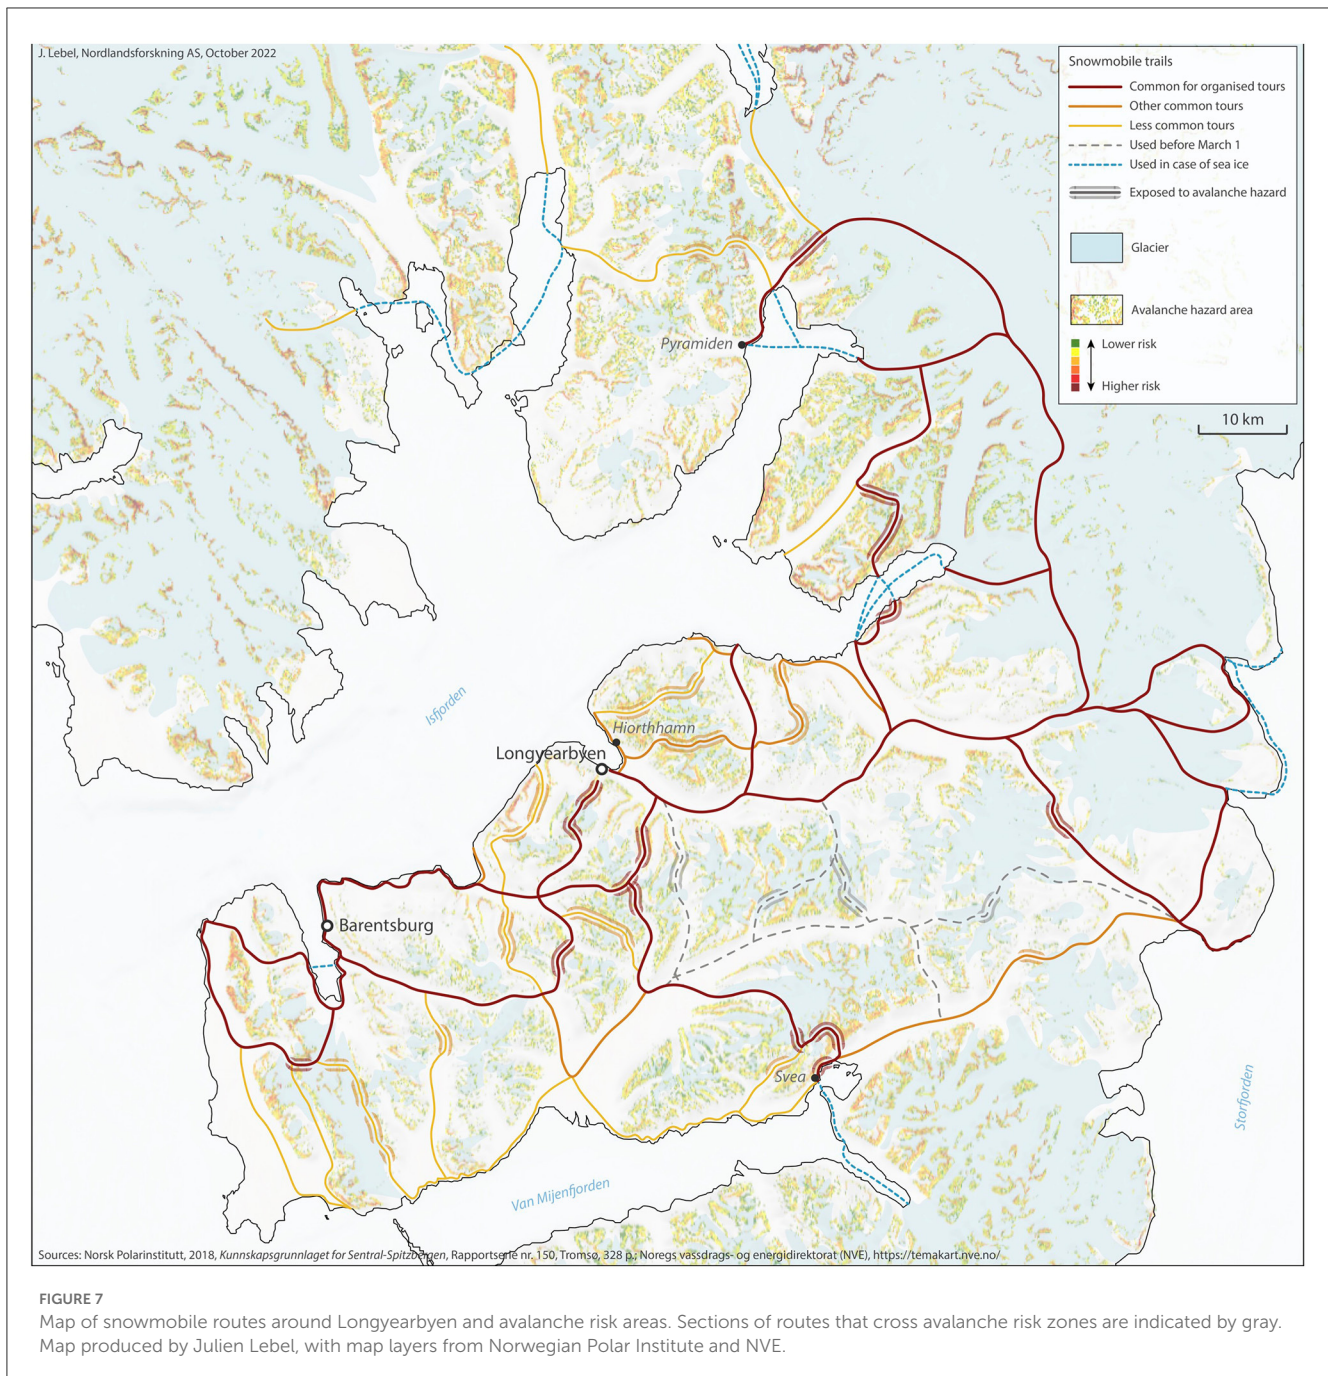 J. Lebel, Nordlandsforskning AS, October 2022
Snowmobile trails
Common for organised tours
Other common tours
Less common tours
Used before March 1
Used in case of sea ice
Exposed to avalanche hazard
Glacier
Avalanche hazard area
Lower risk
Higher risk
10 km
Pyramiden
Isfjorden
Hiorthhamn
Longyearbyen
Barentsburg
Svea
Storfjorden
Van Mijenfjorden
Sources: Norsk Polarinstitutt, 2018, Kunnskapsgrunnlaget for Sentral-Spitzbergen, Rapportserie nr. 150, Tromsø, 328 p.; Noregs vassdrags- og energidirektorat (NVE), https://temakart.nve.no/
FIGURE 7
Map of snowmobile routes around Longyearbyen and avalanche risk areas. Sections of routes that cross avalanche risk zones are indicated by gray.
Map produced by Julien Lebel, with map layers from Norwegian Polar Institute and NVE.